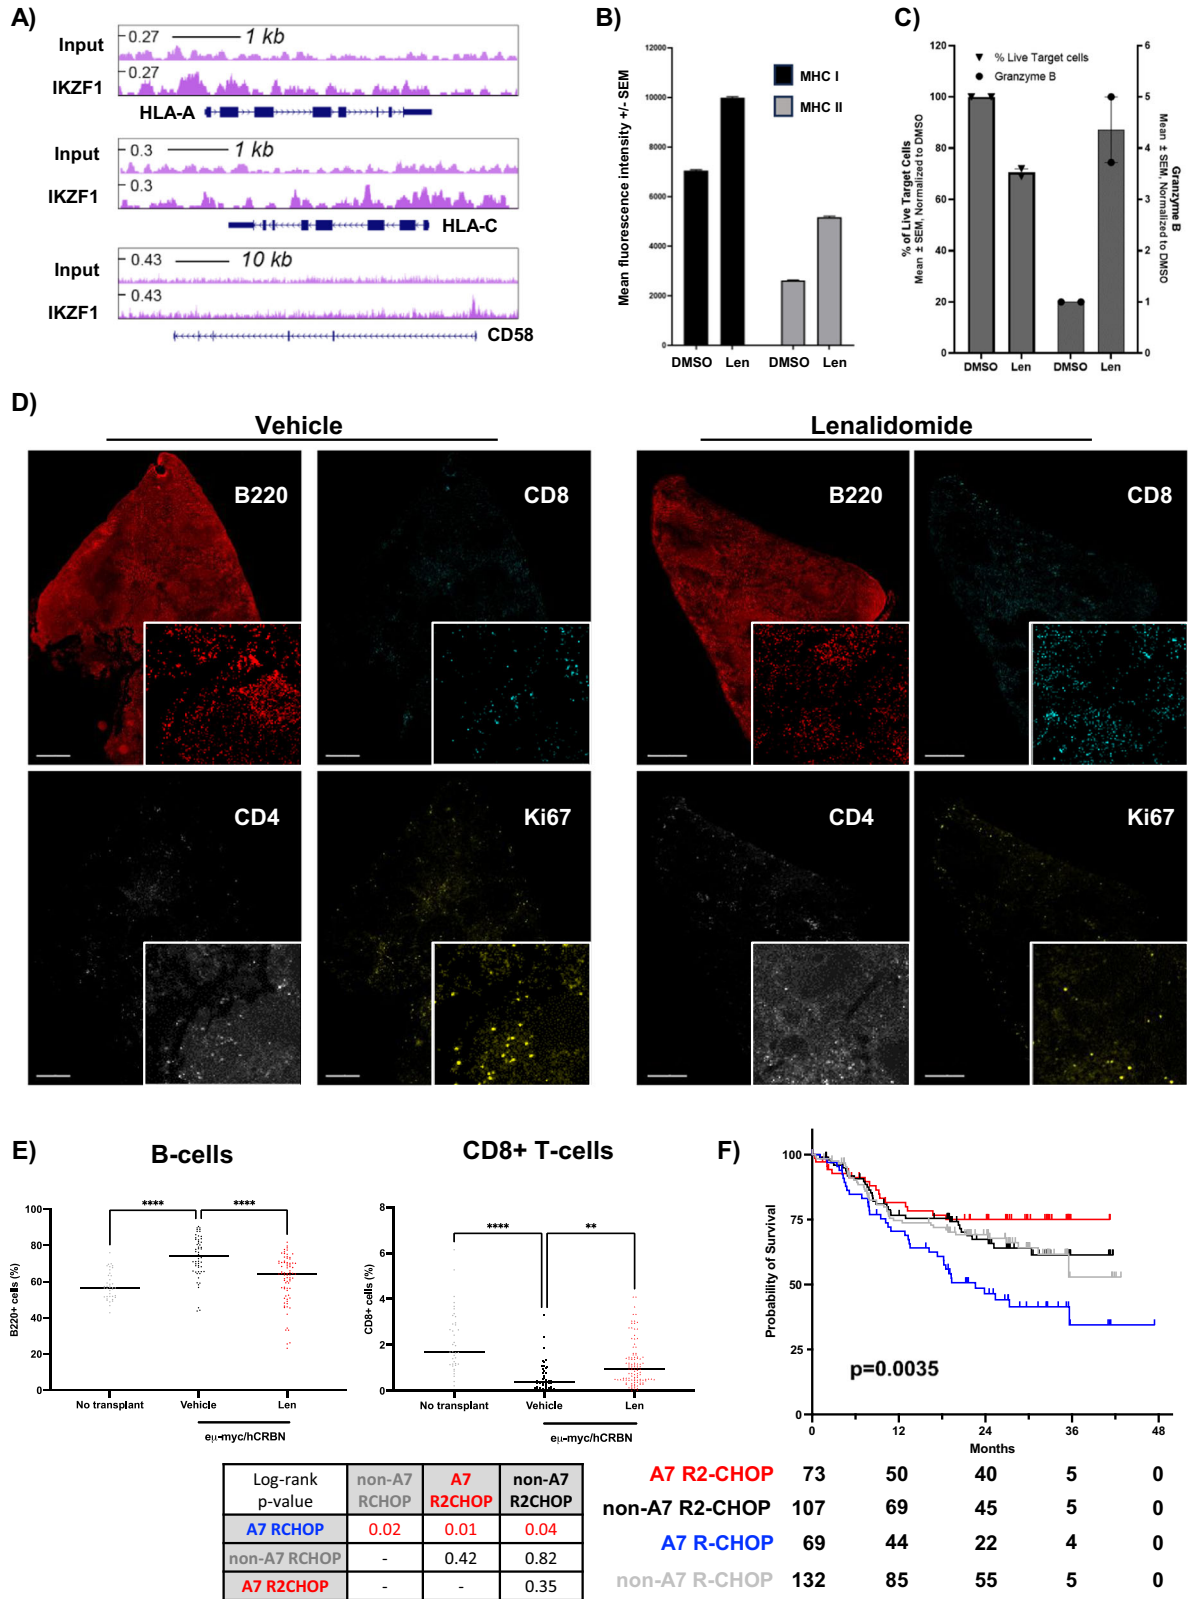 A)
Input
0.27
1 kb
IKZF1
0.27
HLA-A
Input
0.3
1 kb
IKZF1
0.3
HLA-C
Input
0.43
10 kb
IKZF1
0.43
CD58
B)
Mean fluorescence intensity +/- SEM
12000
10000
8000
6000
4000
2000
0
MHC I
MHC II
DMSO
Len
DMSO
Len
C)
% of Live Target Cells
Mean ± SEM, Normalized to DMSO
120
100
80
60
40
20
0
% Live Target cells
Granzyme B
6
5
4
3
2
1
0
Granzyme B
Mean ± SEM, Normalized to DMSO
DMSO
Len
DMSO
Len
D)
Vehicle
Lenalidomide
B220
CD8
B220
CD8
CD4
Ki67
CD4
Ki67
E)
B-cells
B220+ cells (%)
100
80
60
40
20
0
****
****
No transplant
Vehicle
Len
eμ-myc/hCRBN
CD8+ T-cells
CD8+ cells (%)
8
6
4
2
0
****
**
No transplant
Vehicle
Len
eμ-myc/hCRBN
F)
Probability of Survival
100
75
50
25
0
p=0.0035
0 12 24 36 48
Months
A7 R2-CHOP 73 50 40 5 0
non-A7 R2-CHOP 107 69 45 5 0
A7 R-CHOP 69 44 22 4 0
non-A7 R-CHOP 132 85 55 5 0
Log-rank p-value non-A7 RCHOP A7 R2CHOP non-A7 R2CHOP
A7 RCHOP 0.02 0.01 0.04
non-A7 RCHOP - 0.42 0.82
A7 R2CHOP - - 0.35